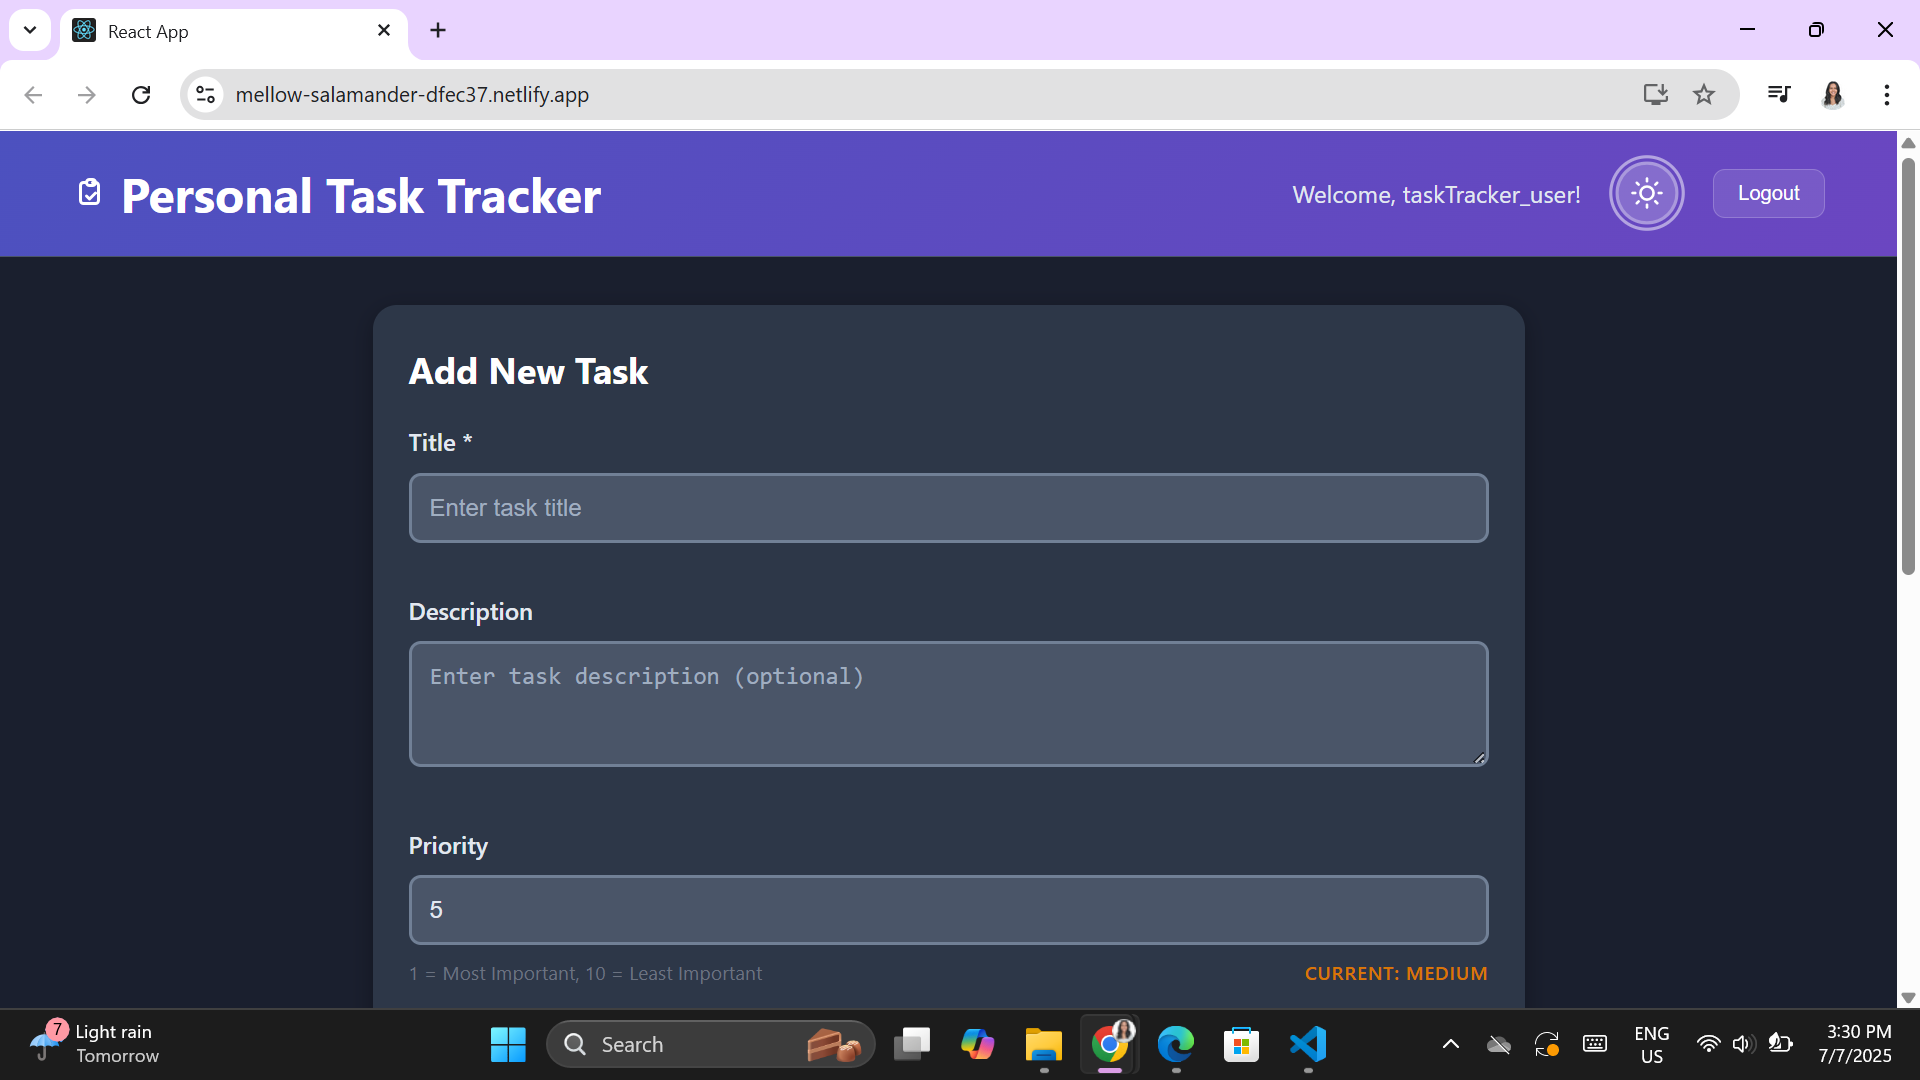 React App
mellow-salamander-dfec37.netlify.app
Personal Task Tracker
Welcome, taskTracker_user!
Logout
Add New Task
Title *
Enter task title
Description
Enter task description (optional)
Priority
5
1 = Most Important, 10 = Least Important
CURRENT: MEDIUM
7
Light rain
Tomorrow
Search
ENG
US
3:30 PM
7/7/2025